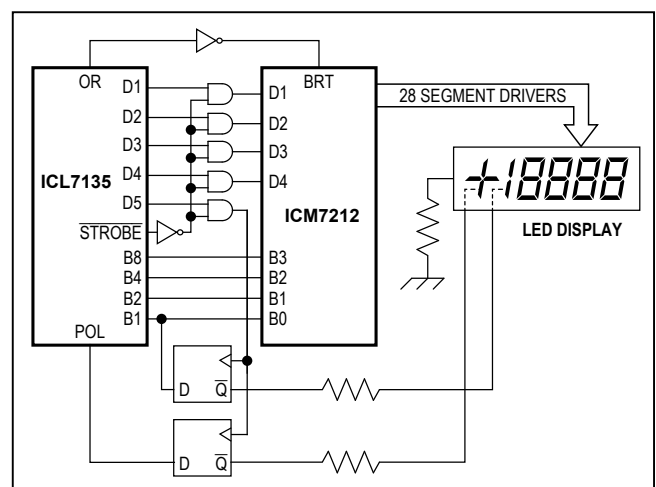 OR
BRT
D1
D2
D3
D4
D5
STROBE
B8
B4
B2
B1
POL
ICL7135
D1
D2
D3
D4
ICM7212
B3
B2
B1
B0
28 SEGMENT DRIVERS
+18888
LED DISPLAY
D Q
D Q